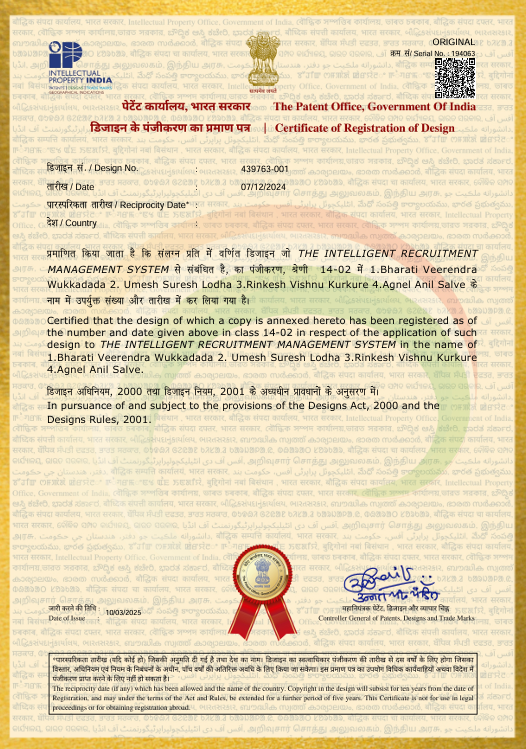 ORIGINAL
क्रम सं/ Serial No. : 194063
INTELLECTUAL
PROPERTY INDIA
PATENTS | DESIGNS | TRADE MARKS
GEOGRAPHICAL INDICATIONS
सत्यमेव जयते
पेटेंट कार्यालय, भारत सरकार The Patent Office, Government Of India
डिजाइन के पंजीकरण का प्रमाण पत्र | Certificate of Registration of Design
डिजाइन सं. / Design No. : 439763-001
तारीख / Date : 07/12/2024
पारस्परिकता तारीख / Reciprocity Date* :
देश / Country :
प्रमाणित किया जाता है कि संलग्न प्रति में वर्णित डिजाइन जो THE INTELLIGENT RECRUITMENT
MANAGEMENT SYSTEM से संबंधित है, का पंजीकरण, श्रेणी 14-02 में 1.Bharati Veerendra
Wukkadada 2. Umesh Suresh Lodha 3.Rinkesh Vishnu Kurkure 4.Agnel Anil Salve के
नाम में उपर्युक्त संख्या और तारीख में कर लिया गया है।
Certified that the design of which a copy is annexed hereto has been registered as of
the number and date given above in class 14-02 in respect of the application of such
design to THE INTELLIGENT RECRUITMENT MANAGEMENT SYSTEM in the name of
1.Bharati Veerendra Wukkadada 2. Umesh Suresh Lodha 3.Rinkesh Vishnu Kurkure
4.Agnel Anil Salve.
डिजाइन अधिनियम, 2000 तथा डिजाइन नियम, 2001 के अध्यधीन प्रावधानों के अनुसरण में।
In pursuance of and subject to the provisions of the Designs Act, 2000 and the
Designs Rules, 2001.
जारी करने की तिथि : 10/03/2025
Date of Issue
महानियंत्रक पेटेंट, डिजाइन और व्यापार चिह्न
Controller General of Patents, Designs and Trade Marks
*पारस्परिकता तारीख (यदि कोई हो) जिसकी अनुमति दी गई है तथा देश का नाम। डिजाइन का स्वत्वाधिकार पंजीकरण की तारीख से दस वर्षों के लिए होगा जिसका
विस्तार, अधिनियम एवं नियम के निबंधनों के अधीन, पाँच वर्षों की अतिरिक्त अवधि के लिए किया जा सकेगा। इस प्रमाण पत्र का उपयोग विधिक कार्यवाहियों अथवा विदेश में
पंजीकरण प्राप्त करने के लिए नहीं हो सकता है।
The reciprocity date (if any) which has been allowed and the name of the country. Copyright in the design will subsist for ten years from the date of
Registration, and may under the terms of the Act and Rules, be extended for a further period of five years. This Certificate is not for use in legal
proceedings or for obtaining registration abroad.